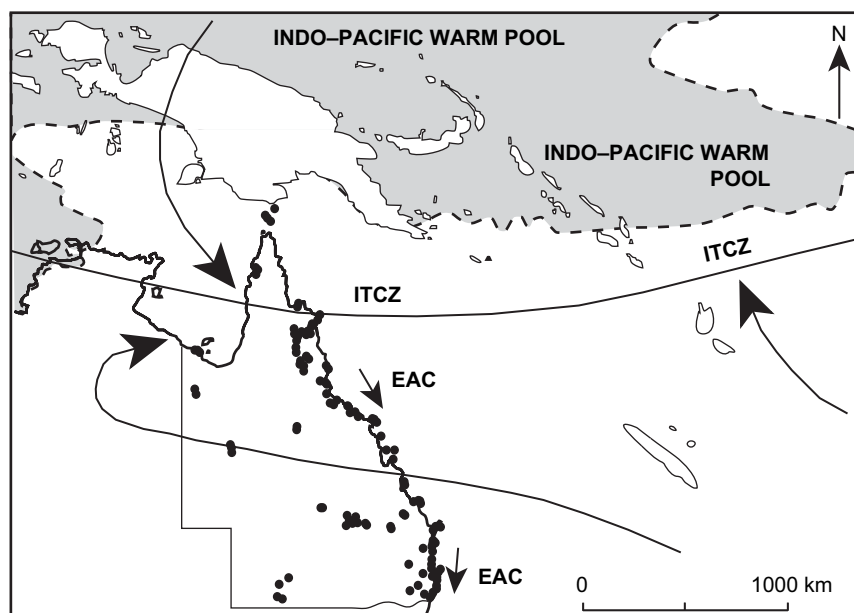 INDO–PACIFIC WARM POOL
N
INDO–PACIFIC WARM
POOL
ITCZ
ITCZ
EAC
EAC
0 1000 km